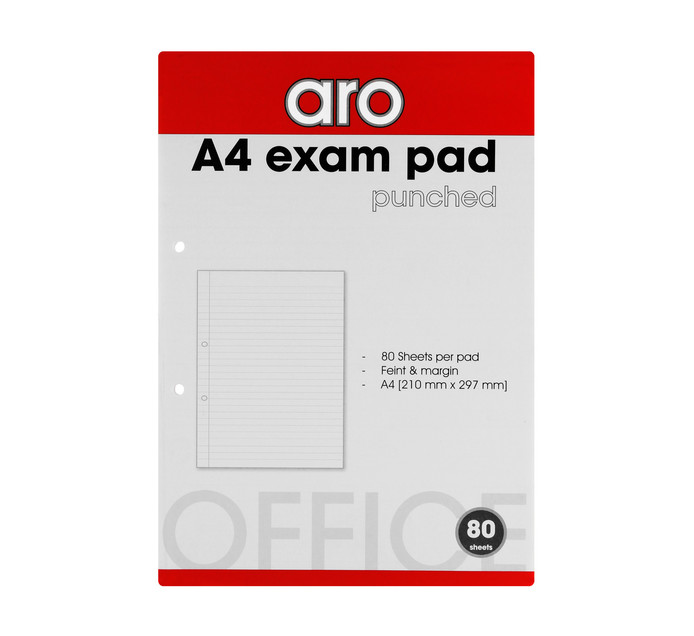 aro
A4 exam pad
punched
- 80 Sheets per pad
- Feint & margin
- A4 [210 mm x 297 mm]
OFFICE
80
sheets